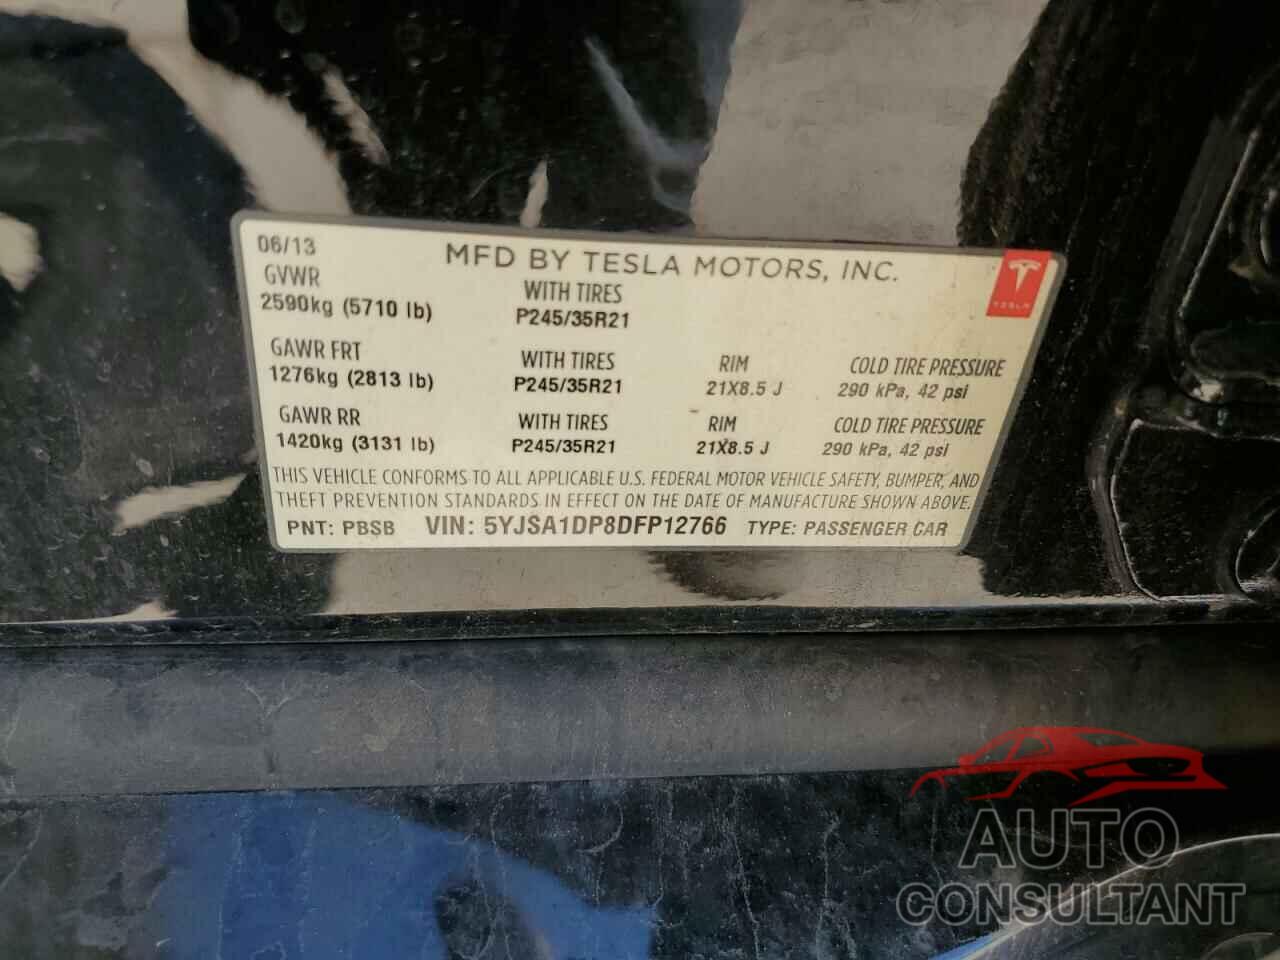 06/13 MFD BY TESLA MOTORS, INC.
GVWR WITH TIRES
2590kg (5710 lb) P245/35R21
TESLA
GAWR FRT WITH TIRES RIM COLD TIRE PRESSURE
1276kg (2813 lb) P245/35R21 21X8.5 J 290 kPa, 42 psi
GAWR RR WITH TIRES RIM COLD TIRE PRESSURE
1420kg (3131 lb) P245/35R21 21X8.5 J 290 kPa, 42 psi
THIS VEHICLE CONFORMS TO ALL APPLICABLE U.S. FEDERAL MOTOR VEHICLE SAFETY, BUMPER, AND
THEFT PREVENTION STANDARDS IN EFFECT ON THE DATE OF MANUFACTURE SHOWN ABOVE.
PNT: PBSB VIN: 5YJSA1DP8DFP12766 TYPE: PASSENGER CAR
AUTO
CONSULTANT